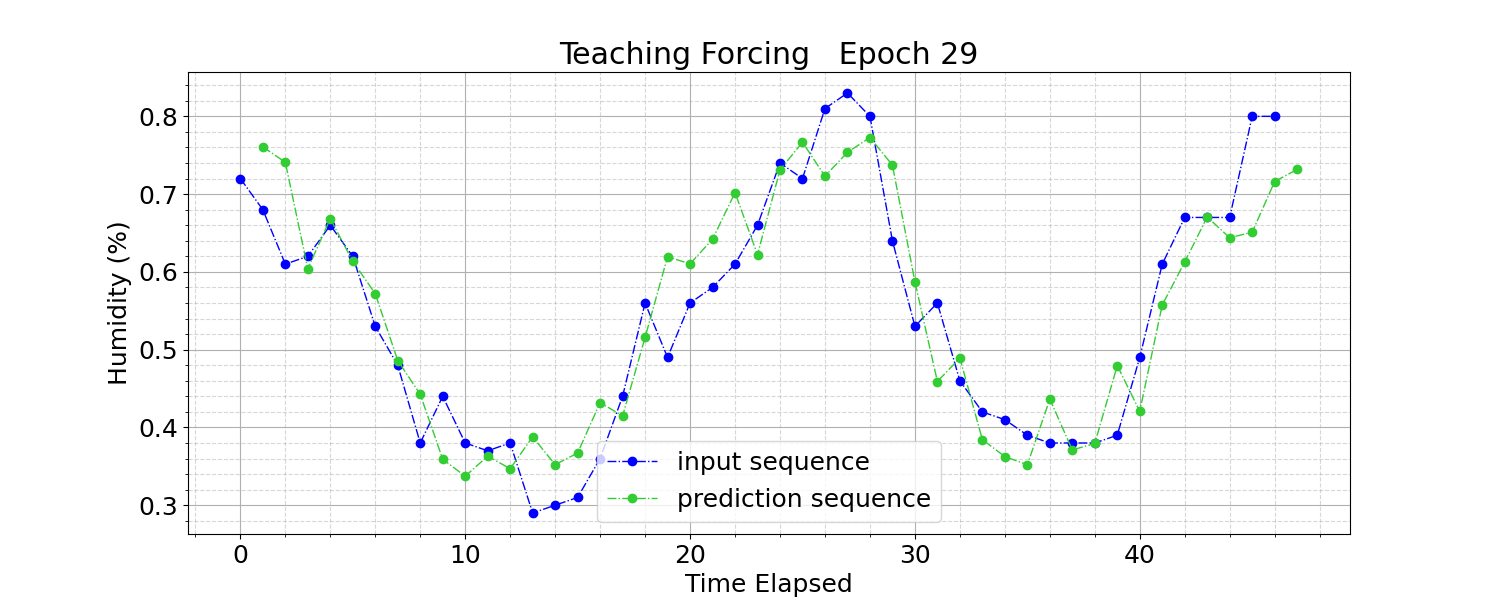 Teaching Forcing   Epoch 29
Humidity (%)
0.8
0.7
0.6
0.5
0.4
0.3
input sequence
prediction sequence
0 10 20 30 40
Time Elapsed